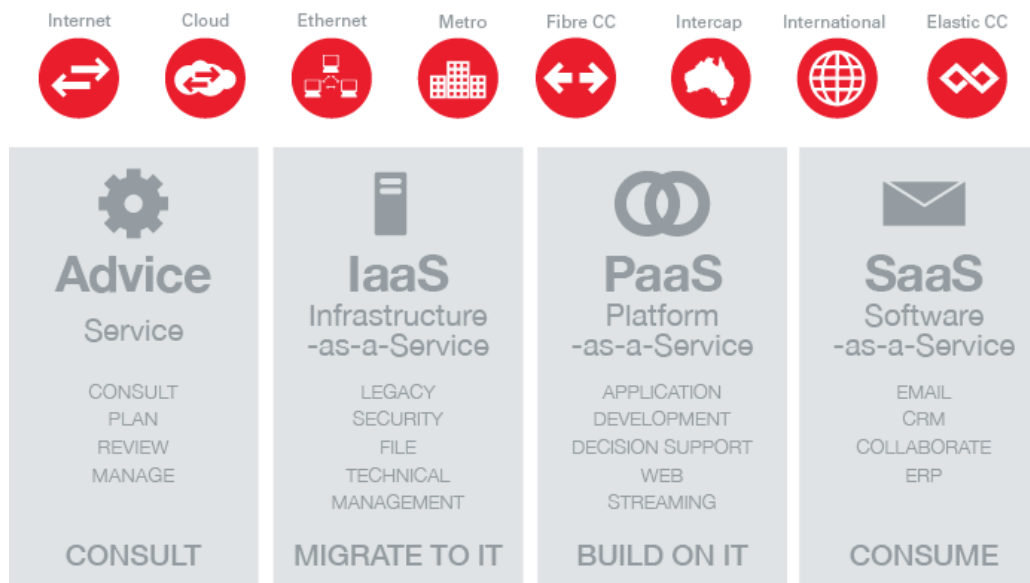 Internet
Cloud
Ethernet
Metro
Fibre CC
Intercap
International
Elastic CC
Advice
Service
CONSULT
PLAN
REVIEW
MANAGE
CONSULT
IaaS
Infrastructure
-as-a-Service
LEGACY
SECURITY
FILE
TECHNICAL
MANAGEMENT
MIGRATE TO IT
PaaS
Platform
-as-a-Service
APPLICATION
DEVELOPMENT
DECISION SUPPORT
WEB
STREAMING
BUILD ON IT
SaaS
Software
-as-a-Service
EMAIL
CRM
COLLABORATE
ERP
CONSUME